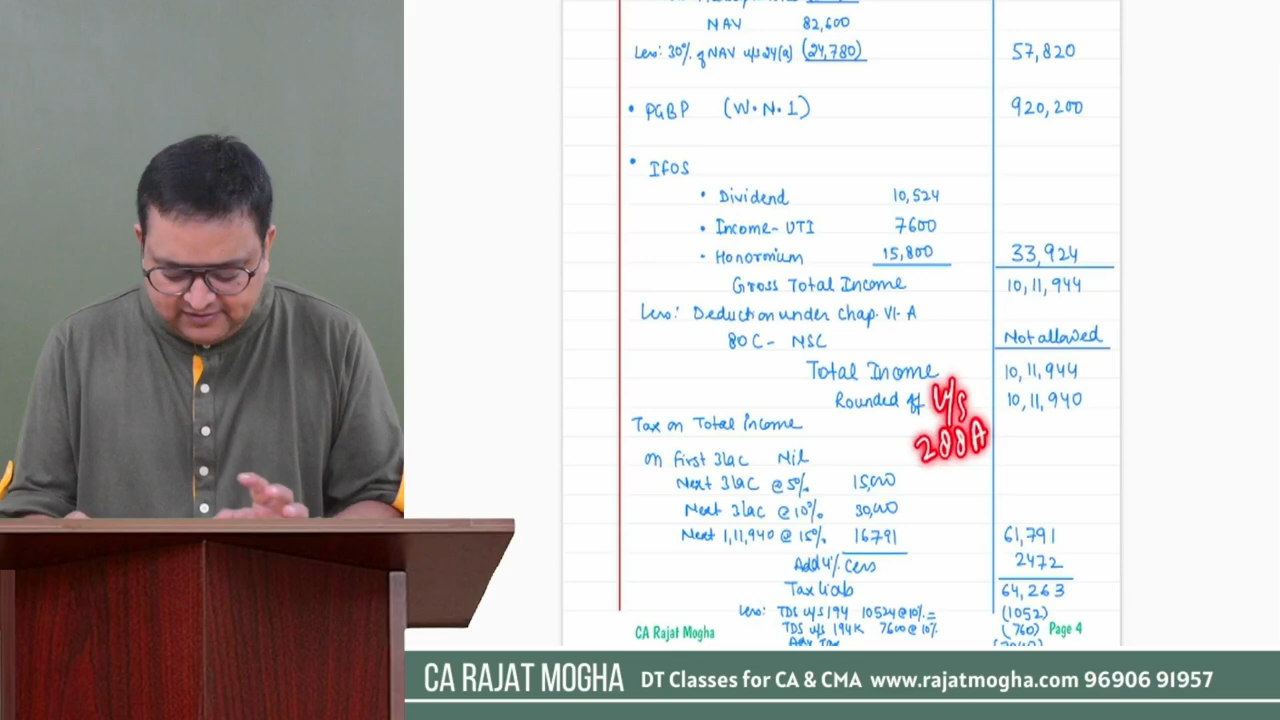 NAV 82,600
Less: 30% of NAV u/s 24(a) (24,780) 57,820
• PGBP (W.N.1) 920,200
• IFOS
• Dividend 10,524
• Income- UTI 7600
• Honormium 15,800 33,924
Gross Total Income 10,11,944
Less: Deduction under Chap. VI-A
80C- NSC Not allowed
Total Income 10,11,944
Rounded off u/s 288A 10,11,940
Tax on Total income
On first 3lac Nil
Next 3lac @ 5% 15,000
Next 3lac @ 10% 30,000
Next 1,11,940 @ 15% 16791 61,791
Add 4% Cess 2472
Tax liab 64,263
Less: TDS u/s 194 10524@10% = (1052)
TDS u/s 194K 7600@10% (760)
CA Rajat Mogha Page 4
CA RAJAT MOGHA DT Classes for CA & CMA www.rajatmogha.com 96906 91957